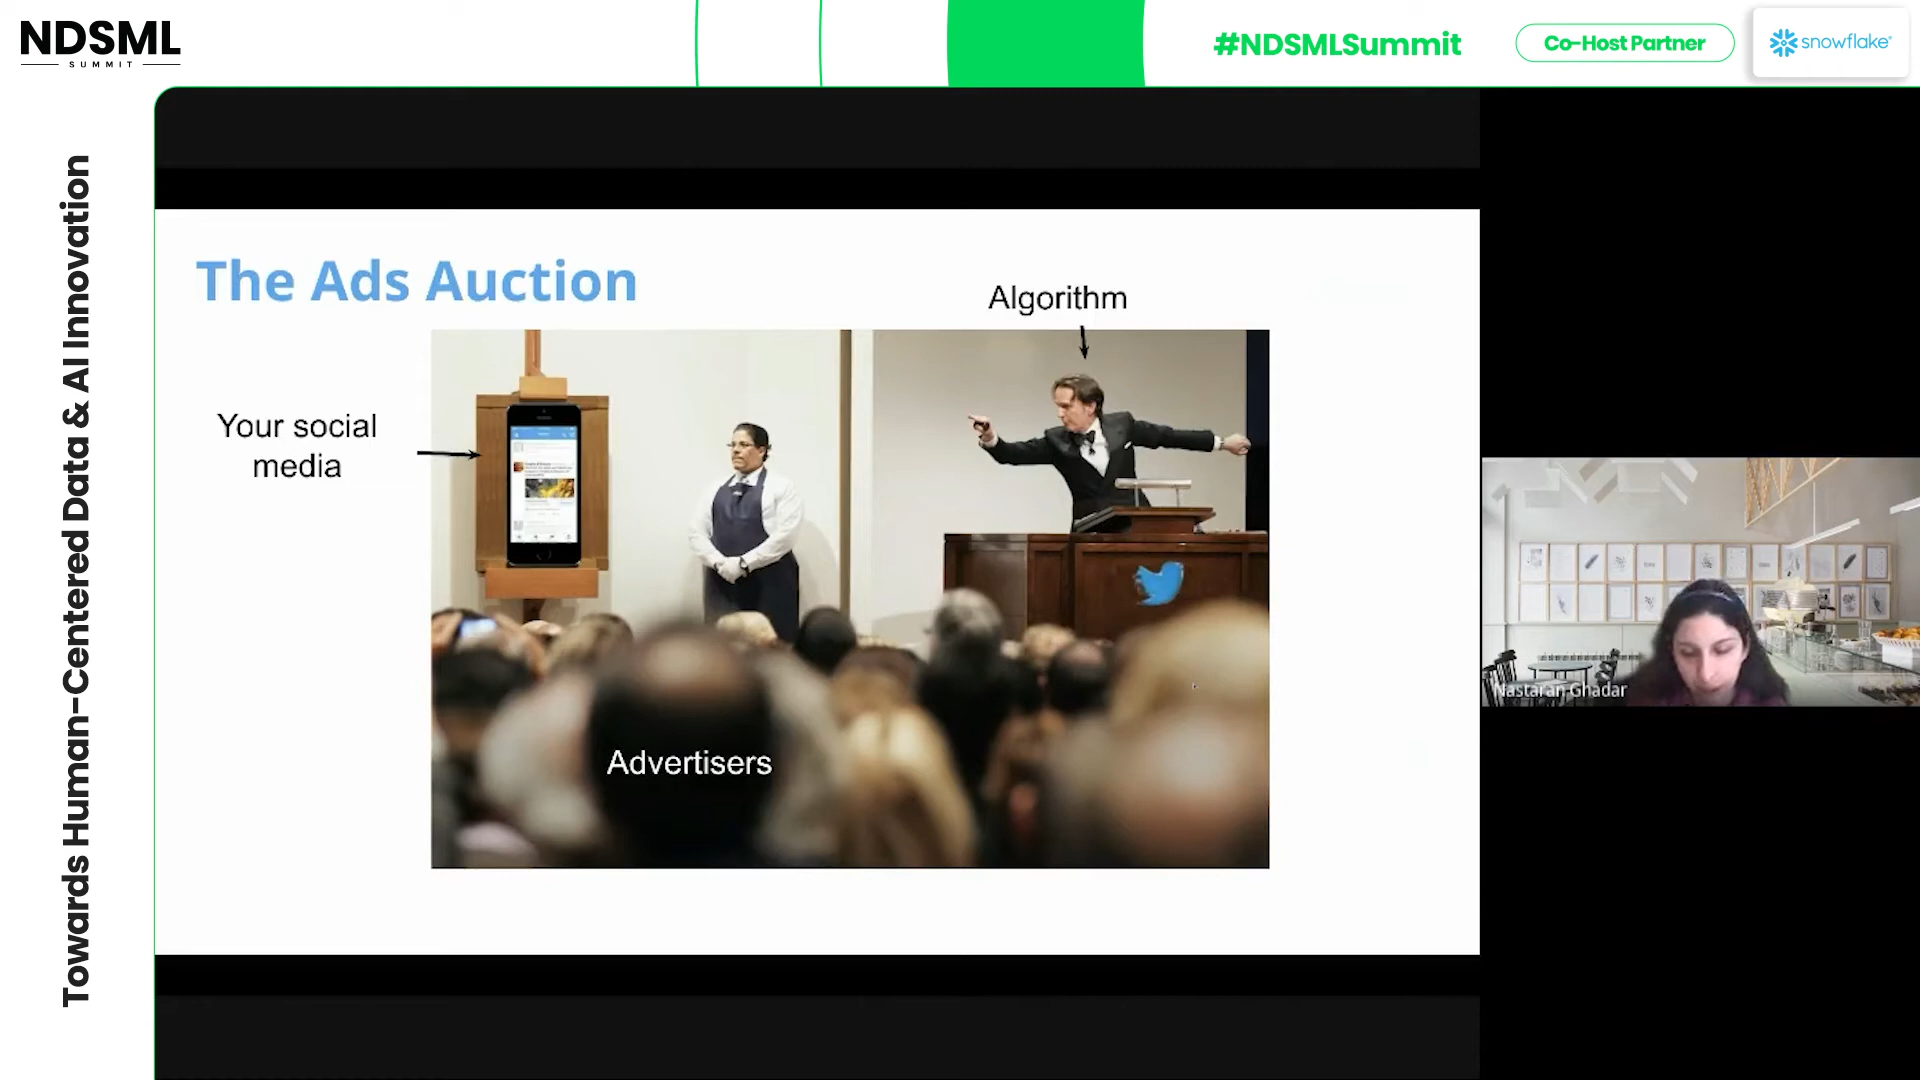 NDSML
SUMMIT
#NDSMLSummit
Co-Host Partner
snowflake
Towards Human-Centered Data & AI Innovation
The Ads Auction
Algorithm
Your social
media
Advertisers
Nastaran Ghadar